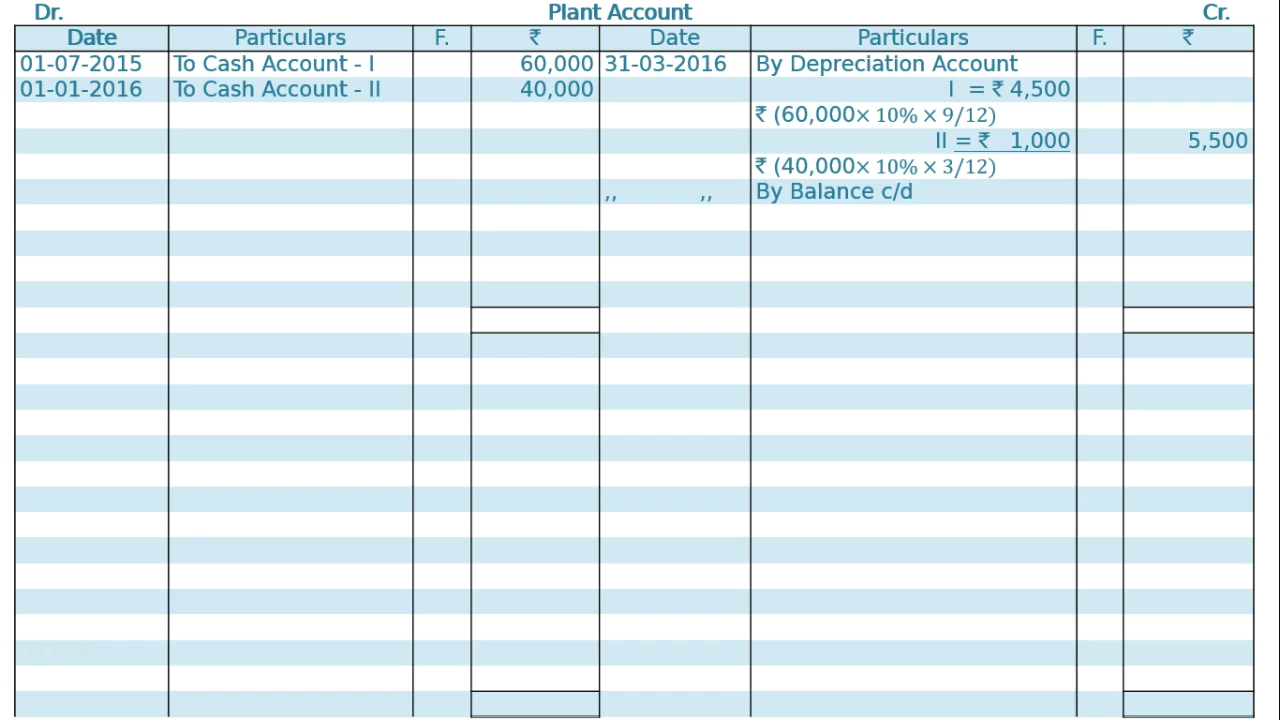 Dr. Plant Account Cr.
Date Particulars F. ₹ Date Particulars F. ₹
01-07-2015 To Cash Account - I 60,000 31-03-2016 By Depreciation Account
01-01-2016 To Cash Account - II 40,000 I = ₹ 4,500
₹ (60,000× 10% × 9/12)
II = ₹ 1,000 5,500
₹ (40,000× 10% × 3/12)
,, ,, By Balance c/d